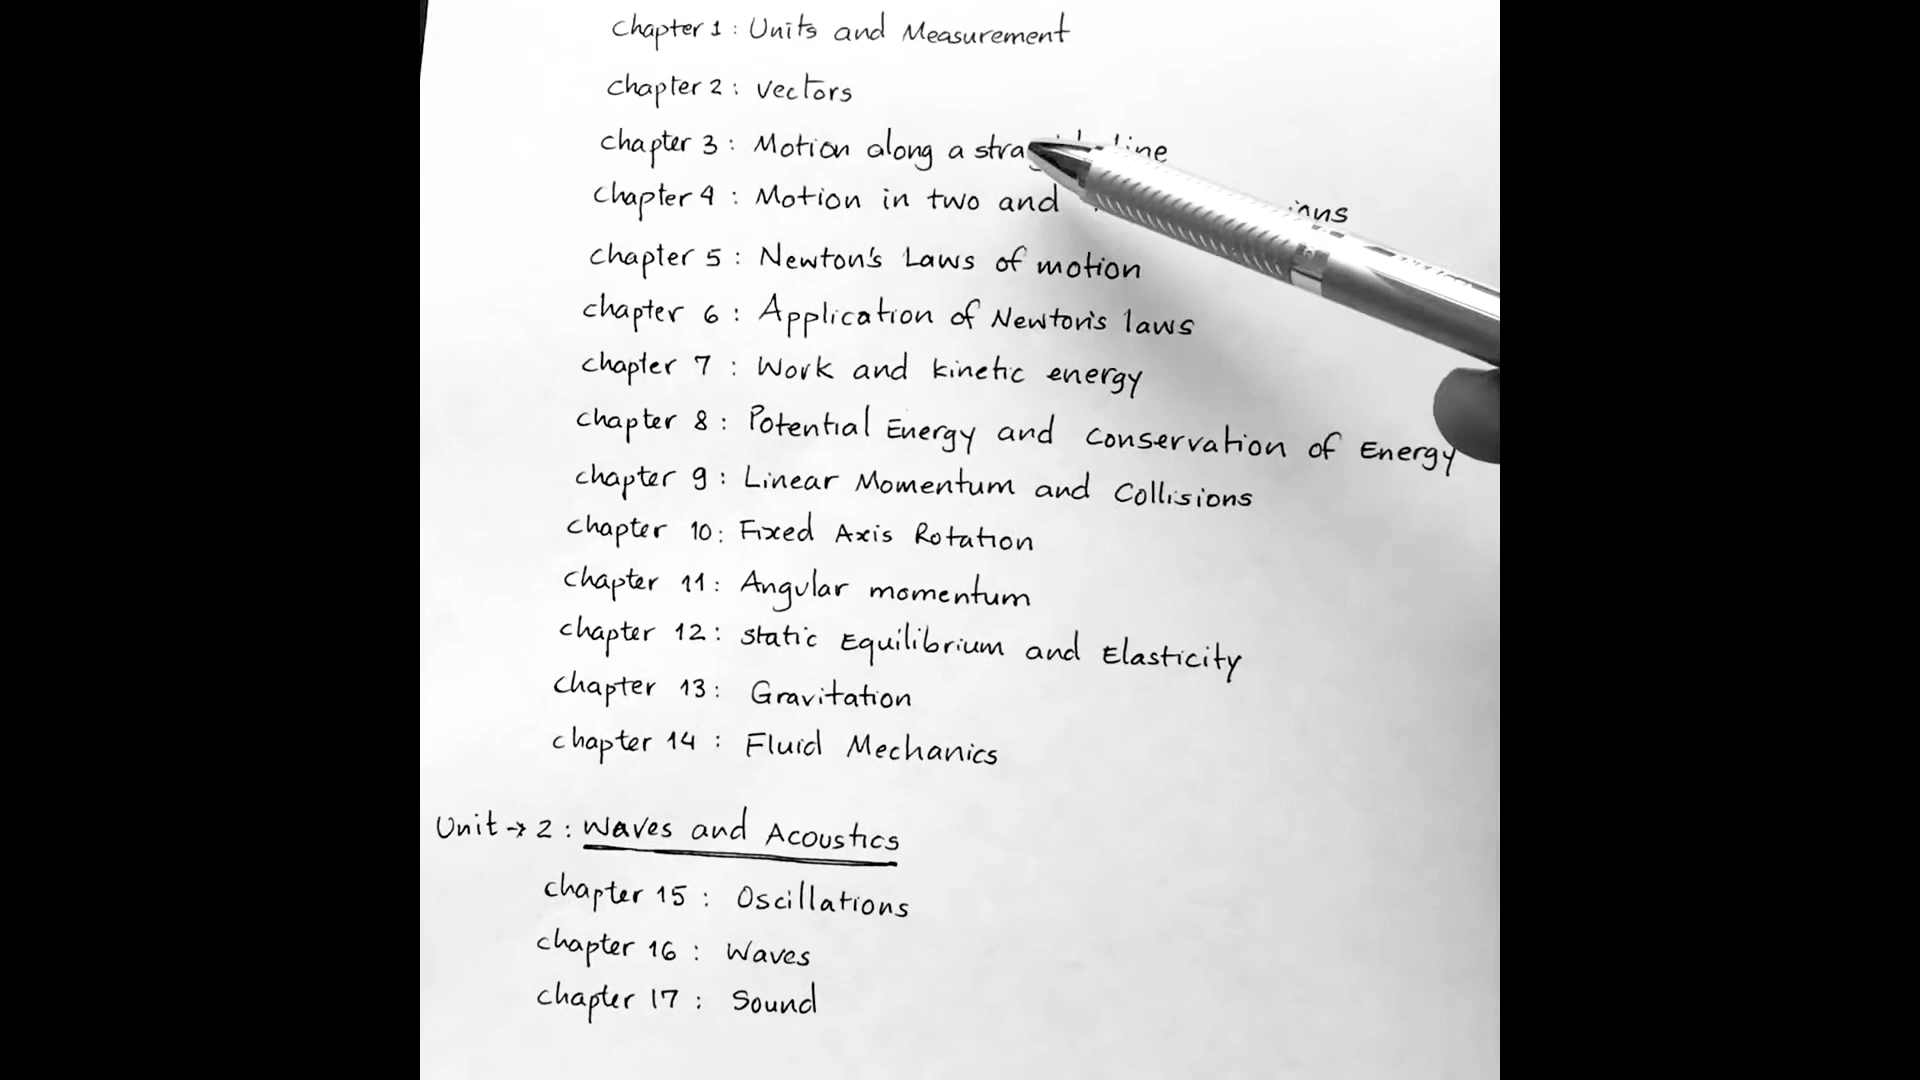 Chapter 1 : Units and Measurement
Chapter 2 : Vectors
chapter 3 : Motion along a line
Chapter 4 : Motion in two and
chapter 5 : Newton's Laws of motion
chapter 6 : Application of Newton's laws
chapter 7 : Work and kinetic energy
chapter 8 : Potential Energy and Conservation of Energy
chapter 9 : Linear Momentum and Collisions
chapter 10 : Fixed Axis Rotation
chapter 11 : Angular momentum
chapter 12 : Static Equilibrium and Elasticity
chapter 13 : Gravitation
chapter 14 : Fluid Mechanics
Unit → 2 : Waves and Acoustics
chapter 15 : Oscillations
chapter 16 : Waves
chapter 17 : Sound